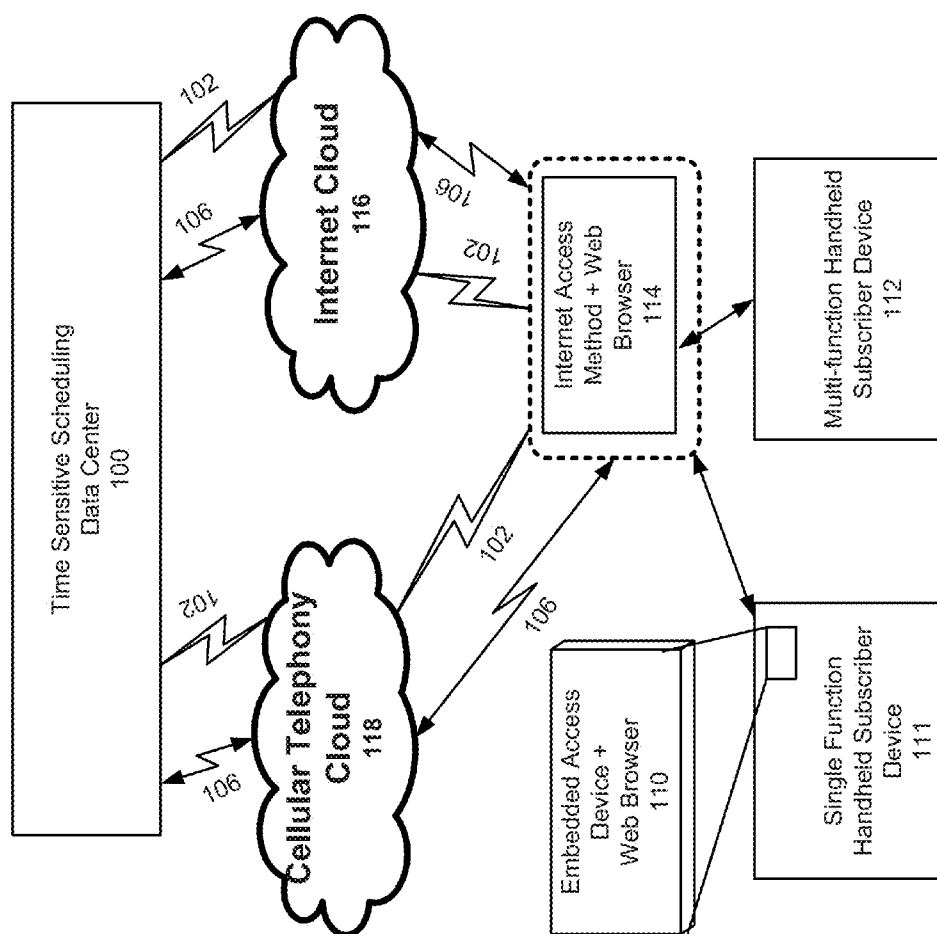 Time Sensitive Scheduling
Data Center
100
106
102
106
102
Cellular Telephony
Cloud
118
Internet Cloud
116
106
102
102
106
Embedded Access
Device +
Web Browser
110
Internet Access
Method + Web
Browser
114
Single Function
Handheld Subscriber
Device
111
Multi-function Handheld
Subscriber Device
112